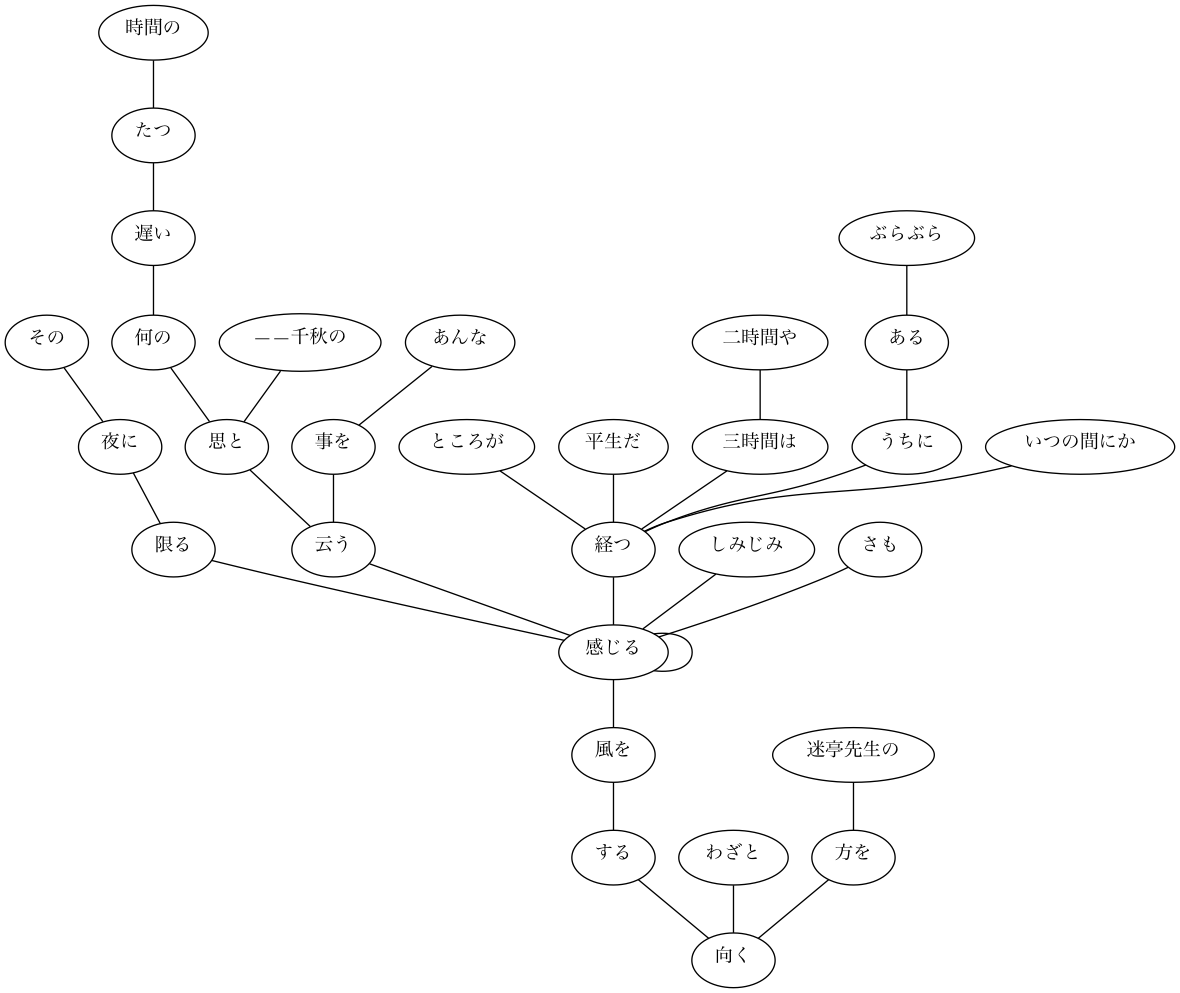 時間の
たつ
遅い
ぶらぶら
その
何の
——千秋の
あんな
二時間や
ある
夜に
思と
事を
ところが
平生だ
三時間は
うちに
いつの間にか
限る
云う
経つ
しみじみ
さも
感じる
風を
迷亭先生の
する
わざと
方を
向く